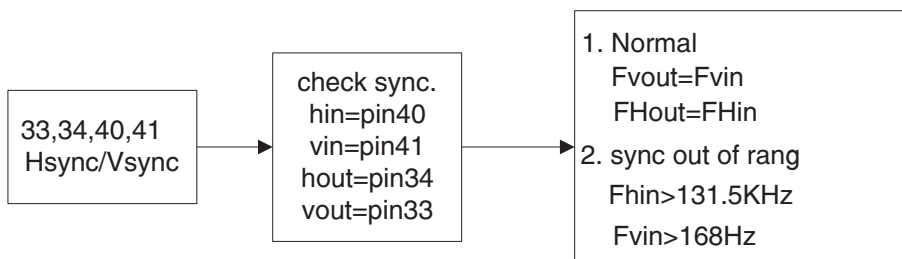 33,34,40,41
Hsync/Vsync
check sync.
hin=pin40
vin=pin41
hout=pin34
vout=pin33
1. Normal
Fvout=Fvin
FHout=FHin
2. sync out of rang
Fhin>131.5KHz
Fvin>168Hz